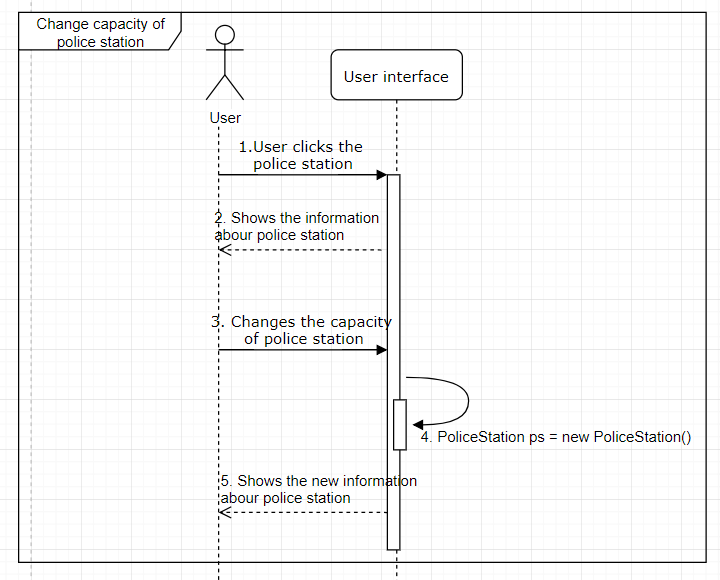 Change capacity of
police station
User interface
User
1.User clicks the
police station
2. Shows the information
abour police station
3. Changes the capacity
of police station
4. PoliceStation ps = new PoliceStation()
5. Shows the new information
abour police station